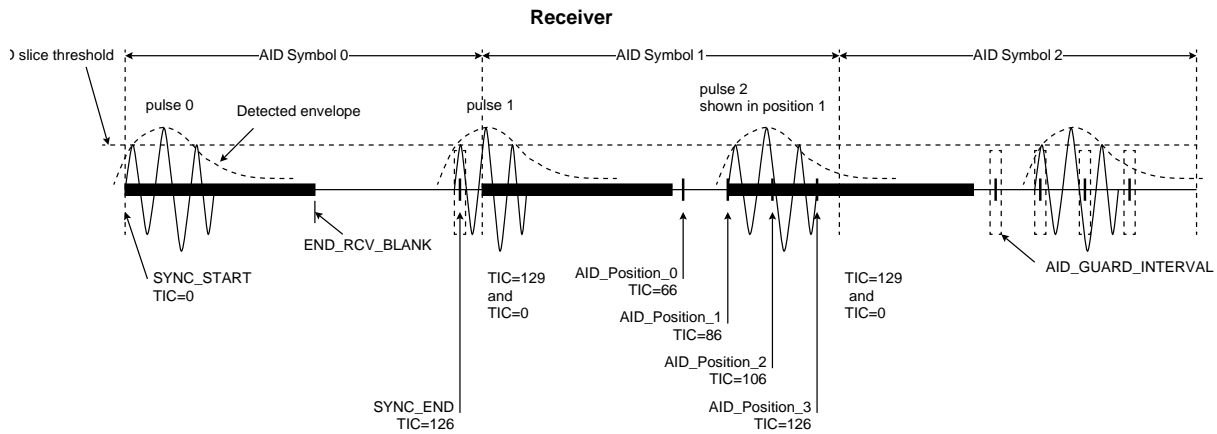 Receiver
AID Symbol 0
AID Symbol 1
AID Symbol 2
slice threshold
pulse 0
Detected envelope
pulse 1
pulse 2
shown in position 1
END_RCV_BLANK
SYNC_START
TIC=0
TIC=129
and
TIC=0
AID_Position_0
TIC=66
AID_Position_1
TIC=86
AID_Position_2
TIC=106
TIC=129
and
TIC=0
AID_GUARD_INTERVAL
SYNC_END
TIC=126
AID_Position_3
TIC=126